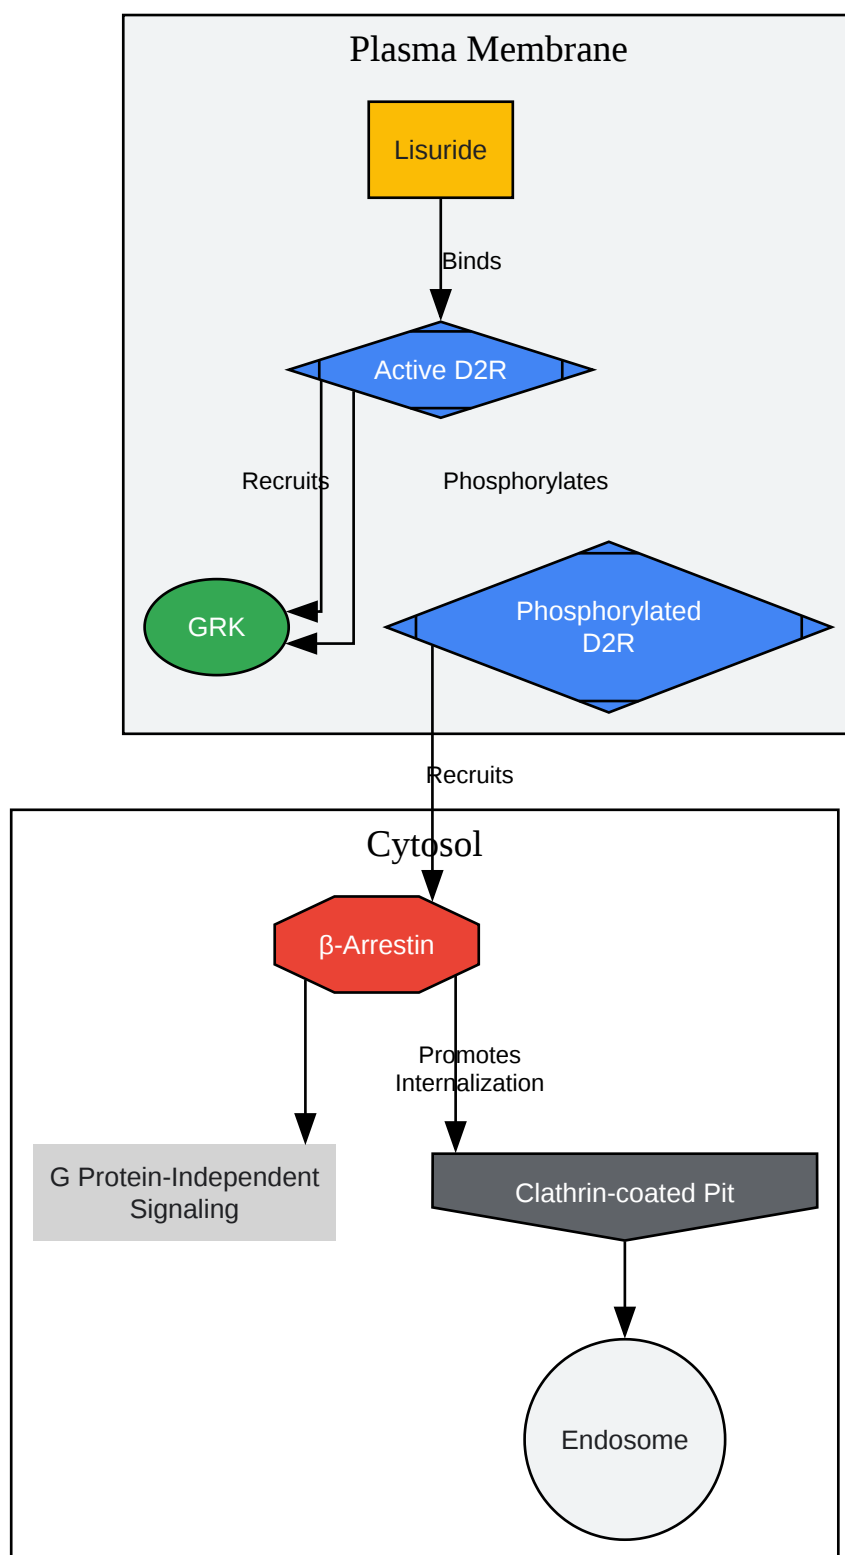 Plasma Membrane
Lisuride
Binds
Active D2R
Recruits
Phosphorylates
GRK
Phosphorylated
D2R
Recruits
Cytosol
β-Arrestin
Promotes
Internalization
G Protein-Independent
Signaling
Clathrin-coated Pit
Endosome